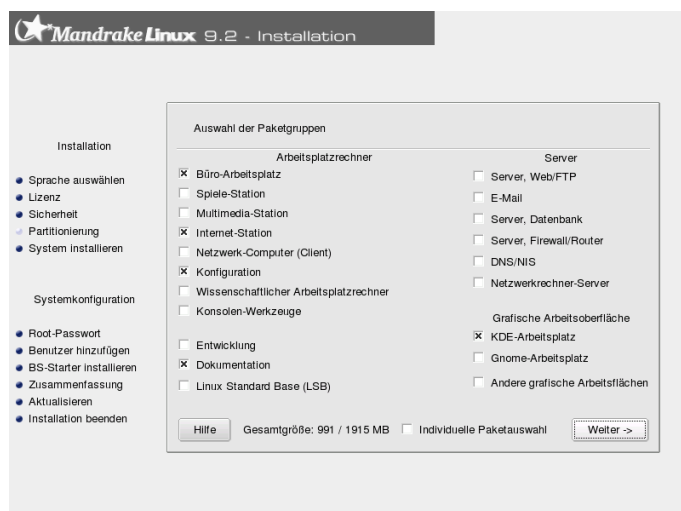 Mandrake Linux 9.2 - Installation
Installation
Sprache auswählen
Lizenz
Sicherheit
Partitionierung
System installieren
Systemkonfiguration
Root-Passwort
Benutzer hinzufügen
BS-Starter installieren
Zusammenfassung
Aktualisieren
Installation beenden
Auswahl der Paketgruppen
Arbeitsplatzrechner
Büro-Arbeitsplatz
Spiele-Station
Multimedia-Station
Internet-Station
Netzwerk-Computer (Client)
Konfiguration
Wissenschaftlicher Arbeitsplatzrechner
Konsolen-Werkzeuge
Entwicklung
Dokumentation
Linux Standard Base (LSB)
Server
Server, Web/FTP
E-Mail
Server, Datenbank
Server, Firewall/Router
DNS/NIS
Netzwerkrechner-Server
Grafische Arbeitsoberfläche
KDE-Arbeitsplatz
Gnome-Arbeitsplatz
Andere grafische Arbeitsflächen
Hilfe
Gesamtgröße: 991 / 1915 MB
Individuelle Paketauswahl
Weiter ->